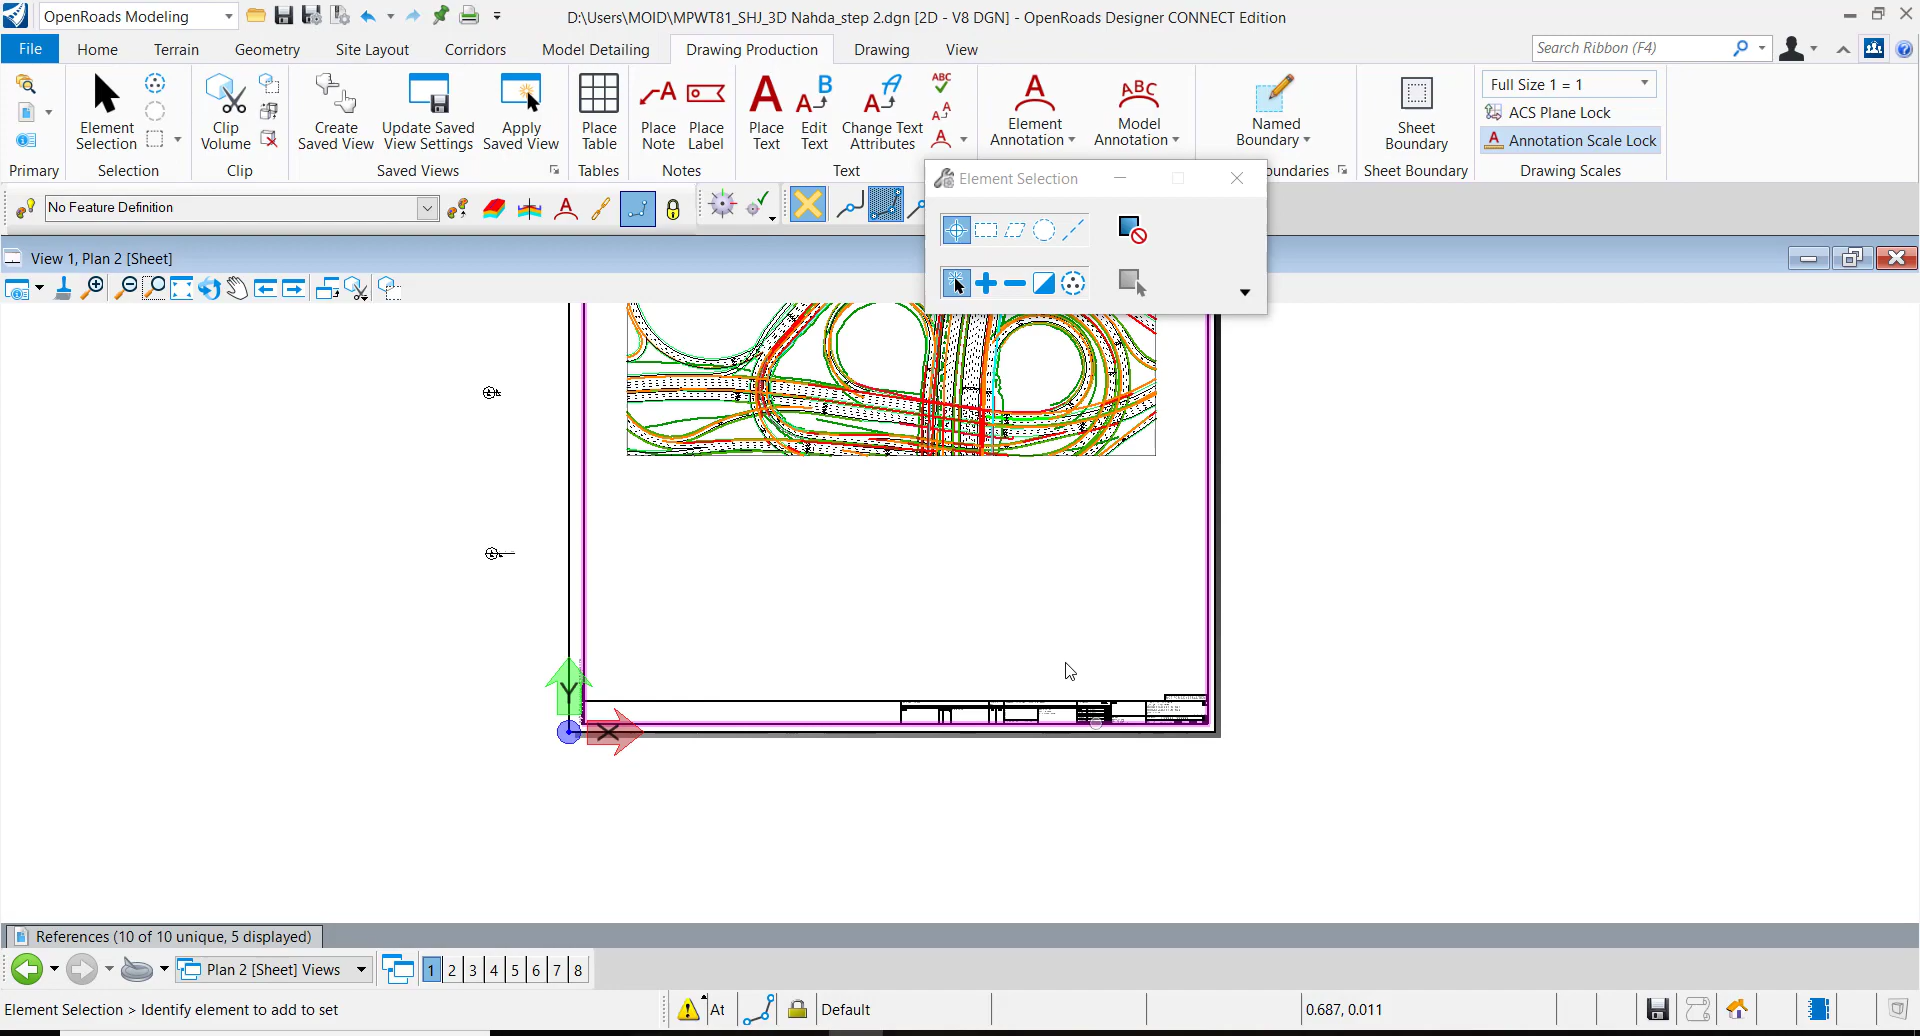 OpenRoads Modeling
D:\Users\MOID\MPWT81_SHJ_3D Nahda_step 2.dgn [2D - V8 DGN] - OpenRoads Designer CONNECT Edition
File
Home
Terrain
Geometry
Site Layout
Corridors
Model Detailing
Drawing Production
Drawing
View
Search Ribbon (F4)
Element Selection
Clip Volume
Create Saved View
Update Saved View Settings
Apply Saved View
Place Table
Place Note
Place Label
Place Text
Edit Text
Change Text Attributes
ABC
Element Annotation
ABC
Model Annotation
Named Boundary
Sheet Boundary
Full Size 1 = 1
ACS Plane Lock
Annotation Scale Lock
Primary
Selection
Clip
Saved Views
Tables
Notes
Text
oundaries
Sheet Boundary
Drawing Scales
No Feature Definition
Element Selection
View 1, Plan 2 [Sheet]
Y
X
References (10 of 10 unique, 5 displayed)
Plan 2 [Sheet] Views
1 2 3 4 5 6 7 8
Element Selection > Identify element to add to set
At
Default
0.687, 0.011